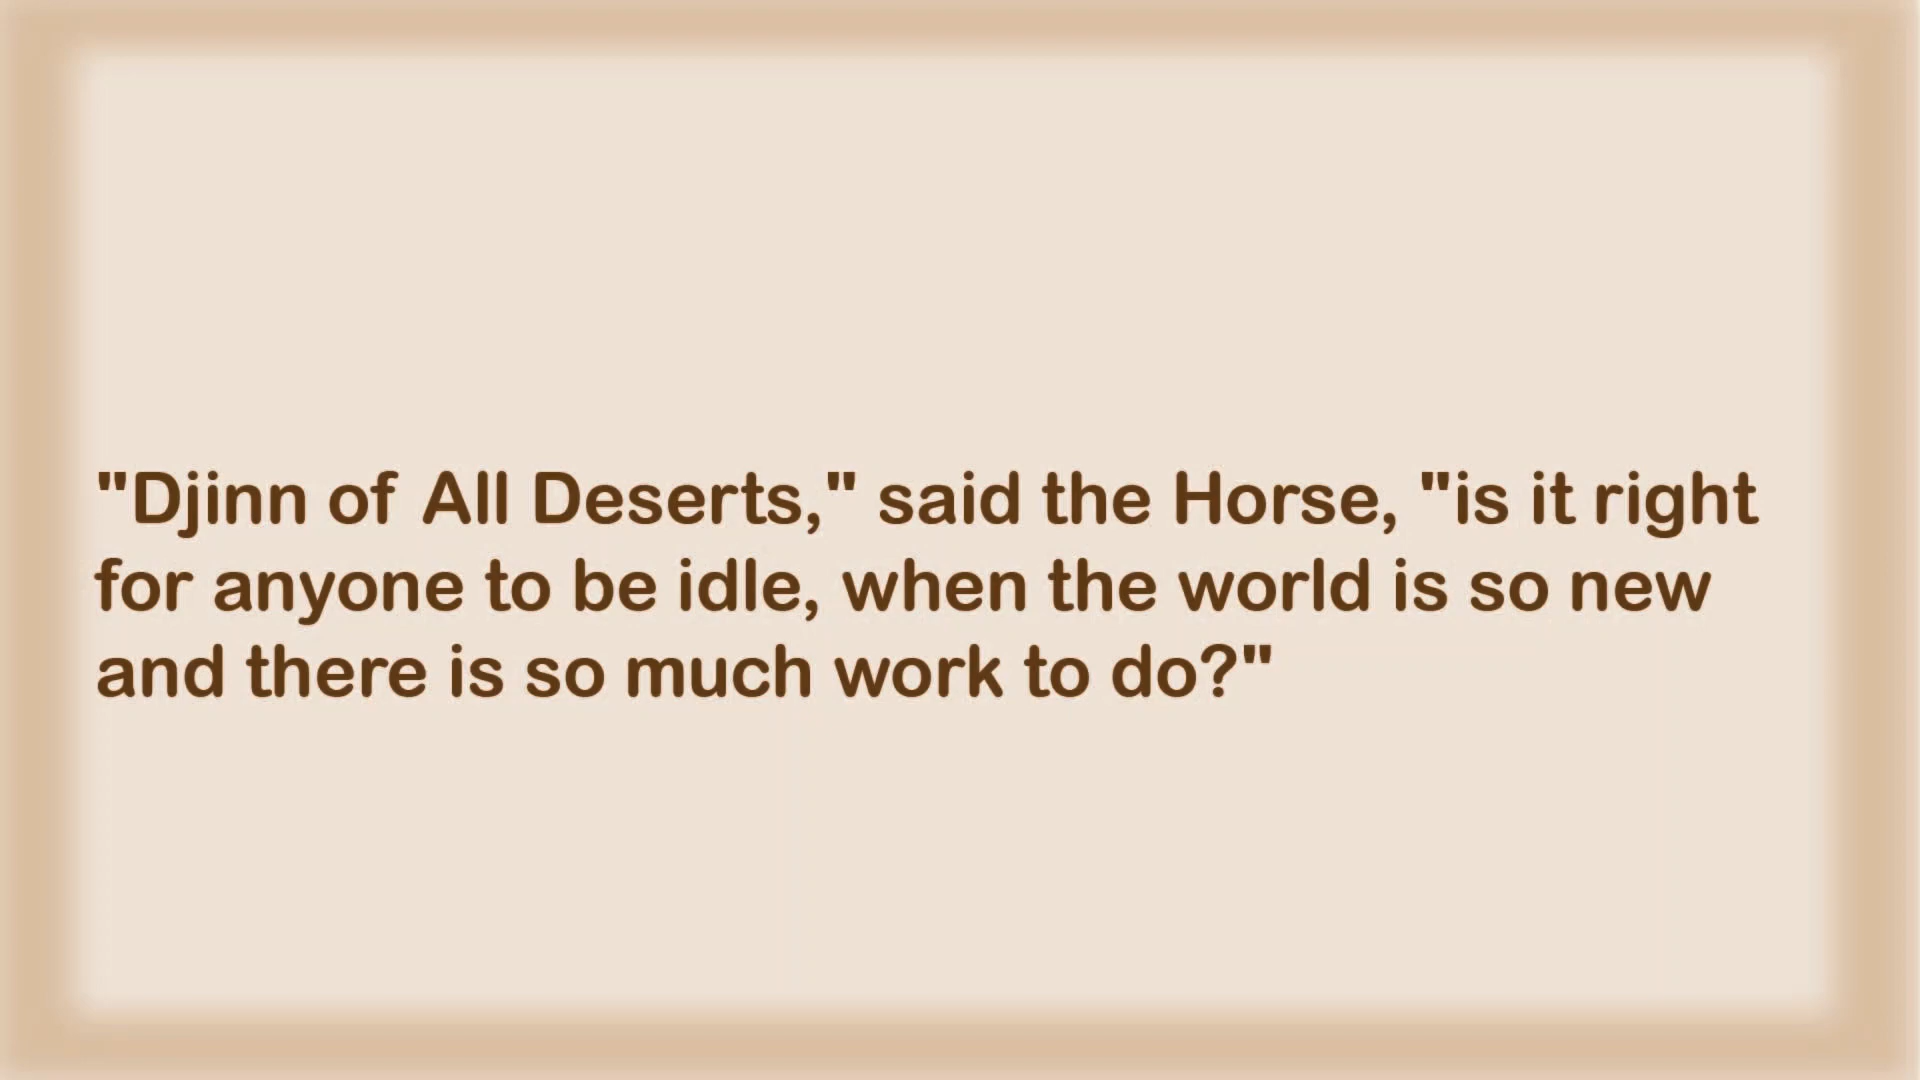 "Djinn of All Deserts," said the Horse, "is it right
for anyone to be idle, when the world is so new
and there is so much work to do?"